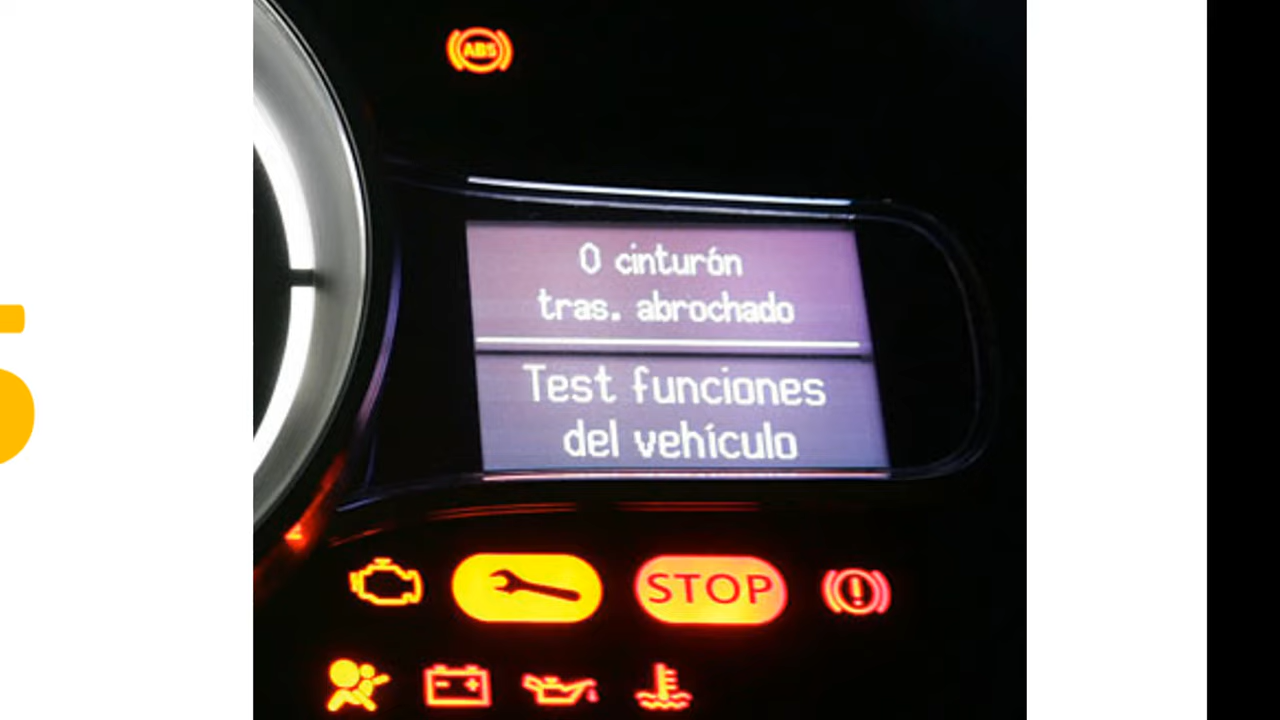 ABS
0 cinturón
tras. abrochado
Test funciones
del vehículo
STOP